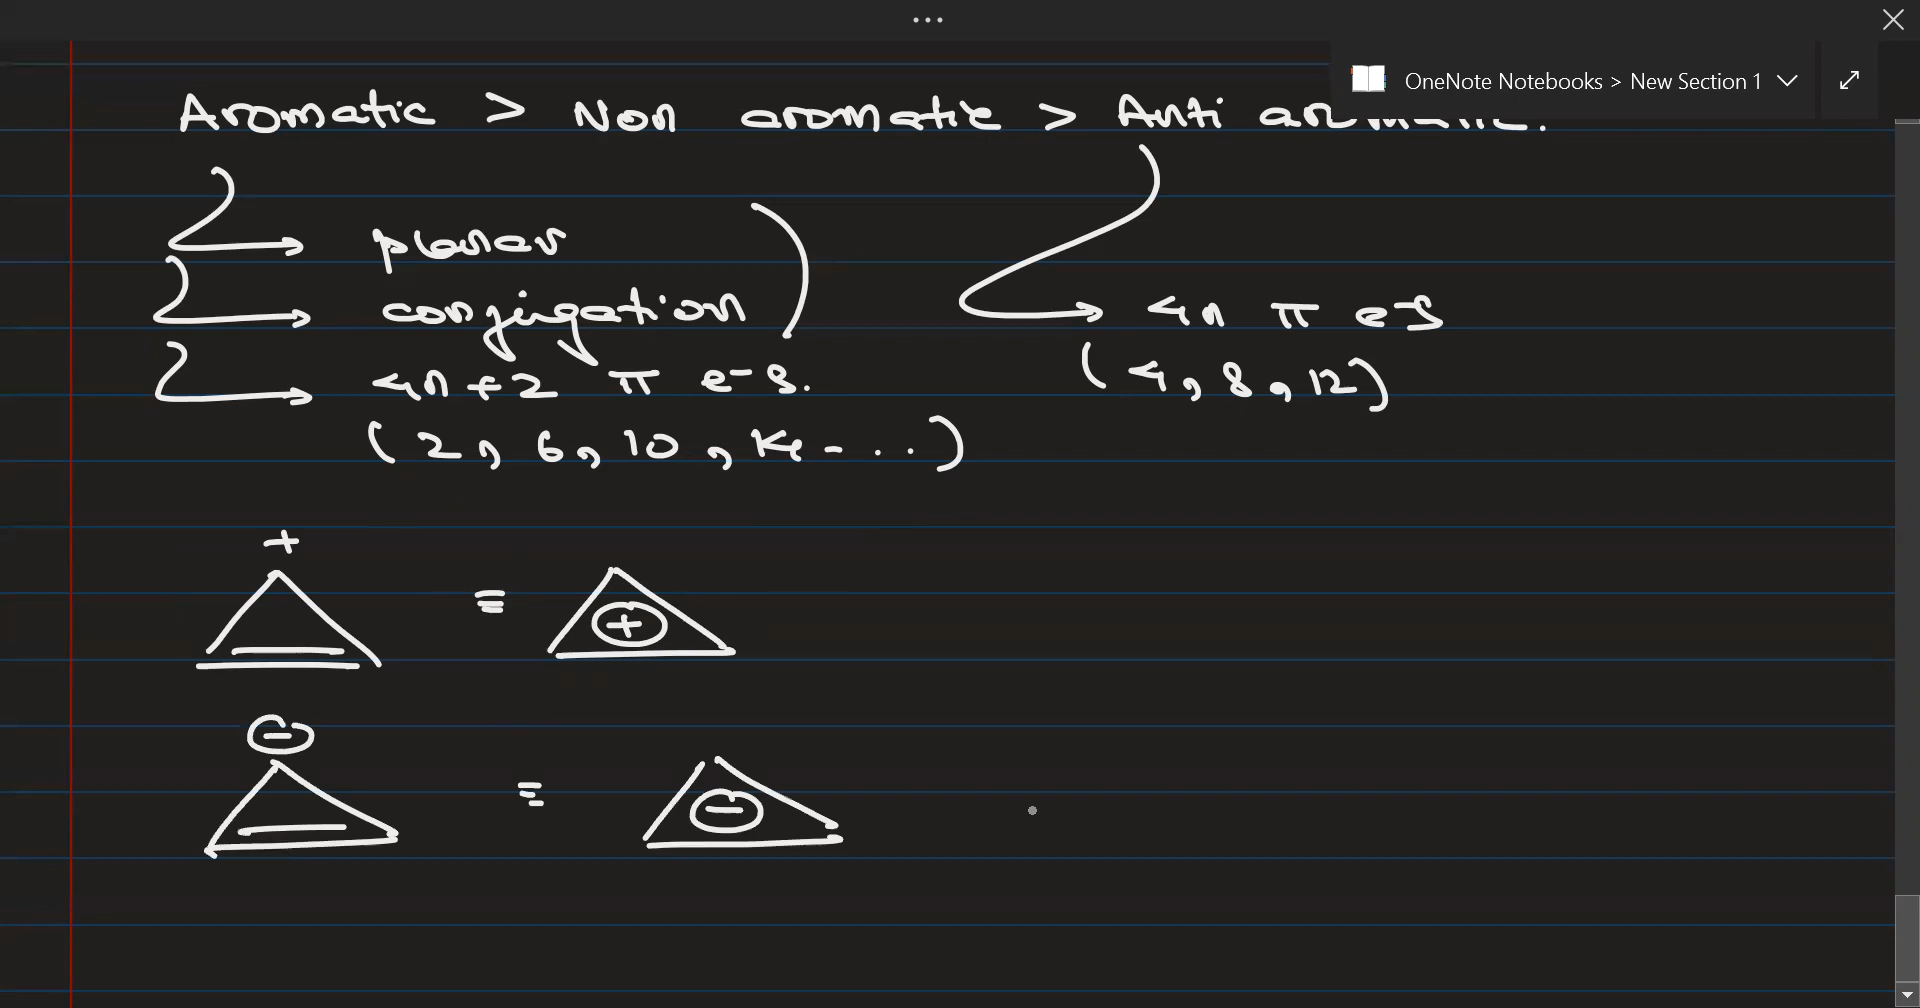 OneNote Notebooks > New Section 1
Aromatic > Non aromatic > Anti aromatic.
planar
conjugation
4n π e-s
4n + 2 π e- s.
(4, 8, 12)
(2, 6, 10, 14 - . . )
+
= +
-
= -